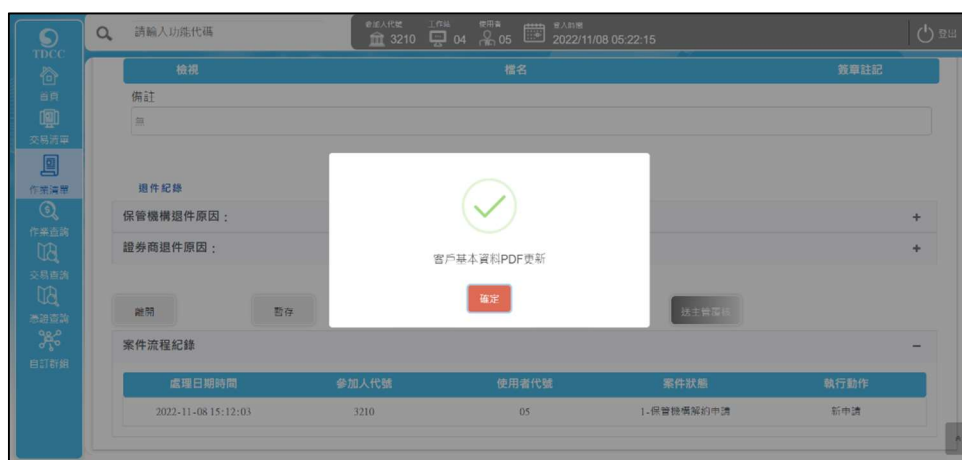 請輸入功能代碼
參加人代號 工作站 使用者 登入時間
3210 04 05 2022/11/08 05:22:15
登出
TDCC
首頁
交易清單
作業清單
作業查詢
交易查詢
憑證查詢
自訂群組
檢視 檔名 簽章註記
備註
無
退件紀錄
保管機構退件原因：
+
證券商退件原因：
+
客戶基本資料PDF更新
確定
離開 暫存 送主管覆核
案件流程紀錄
-
處理日期時間 參加人代號 使用者代號 案件狀態 執行動作
2022-11-08 15:12:03 3210 05 1-保管機構解約申請 新申請